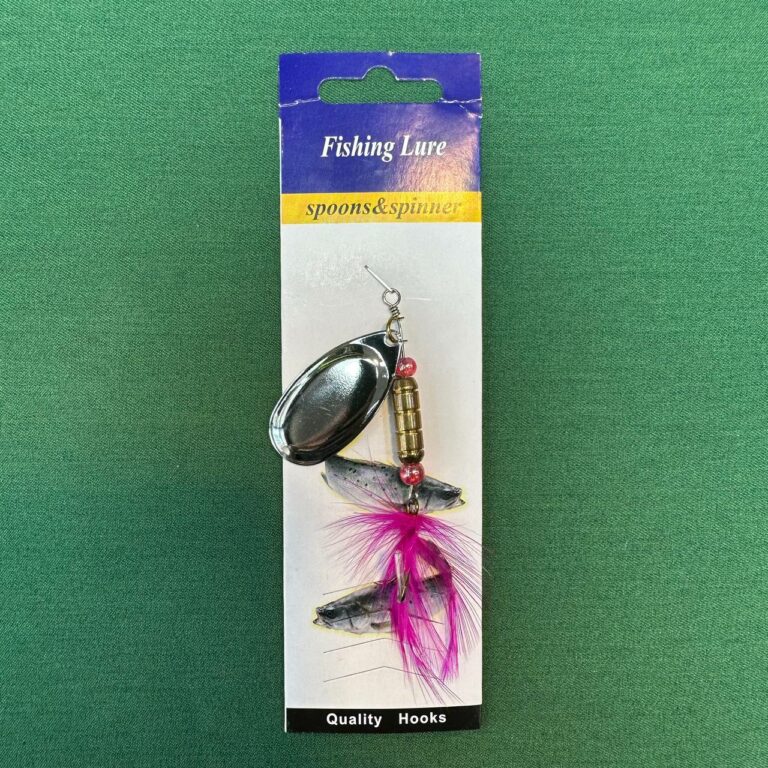 Fishing Lure
spoons&spinner
Quality Hooks